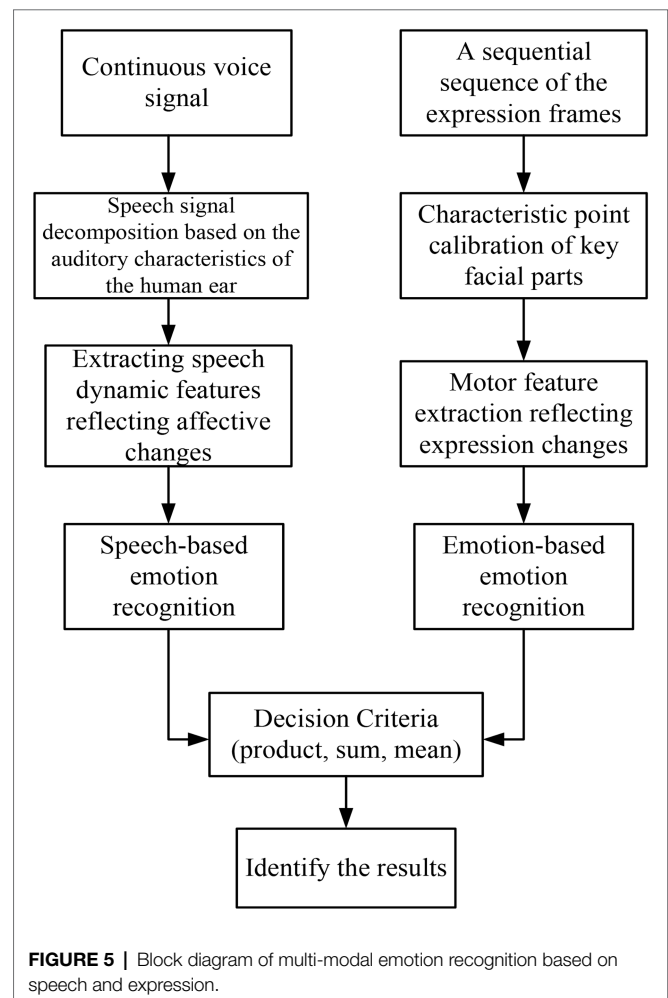 Continuous voice
signal
Speech signal
decomposition based on the
auditory characteristics of
the human ear
Extracting speech
dynamic features
reflecting affective
changes
Speech-based
emotion
recognition
A sequential
sequence of the
expression frames
Characteristic point
calibration of key
facial parts
Motor feature
extraction reflecting
expression changes
Emotion-based
emotion
recognition
Decision Criteria
(product, sum, mean)
Identify the results
FIGURE 5 | Block diagram of multi-modal emotion recognition based on
speech and expression.